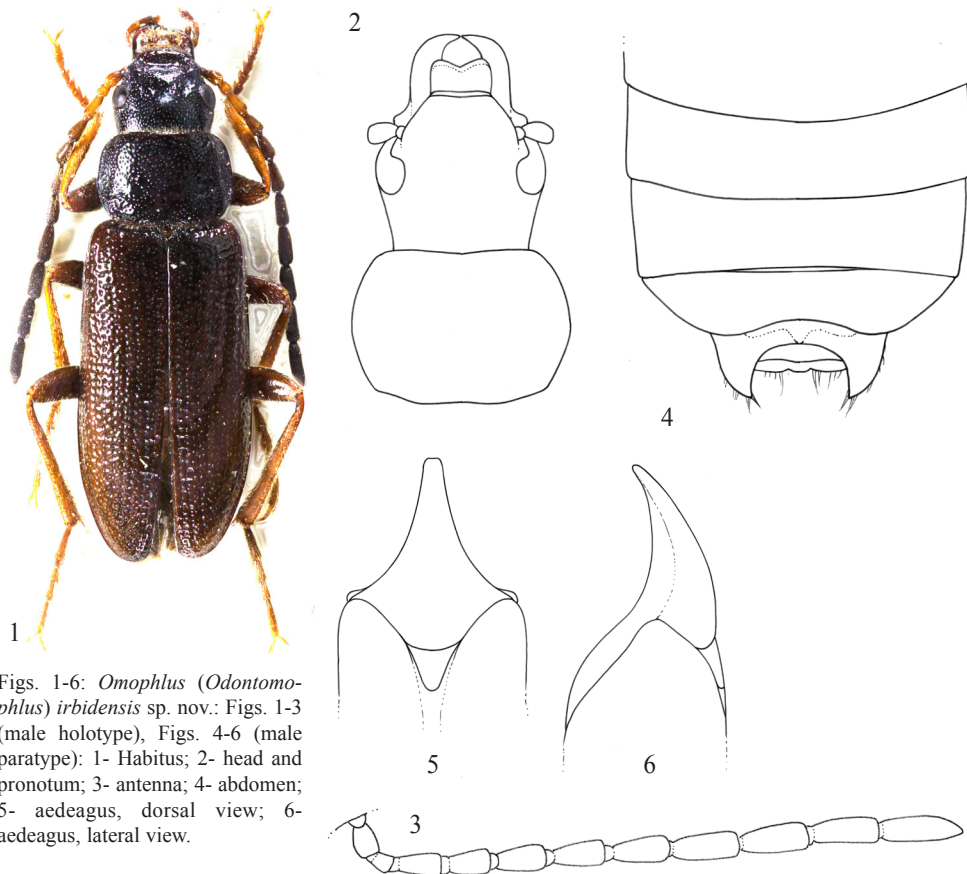 2
4
1
Figs. 1-6: Omophlus (Odontomo-
phlus) irbidensis sp. nov.: Figs. 1-3
(male holotype), Figs. 4-6 (male
paratype): 1- Habitus; 2- head and
pronotum; 3- antenna; 4- abdomen;
5- aedeagus, dorsal view; 6-
aedeagus, lateral view.
5
6
3